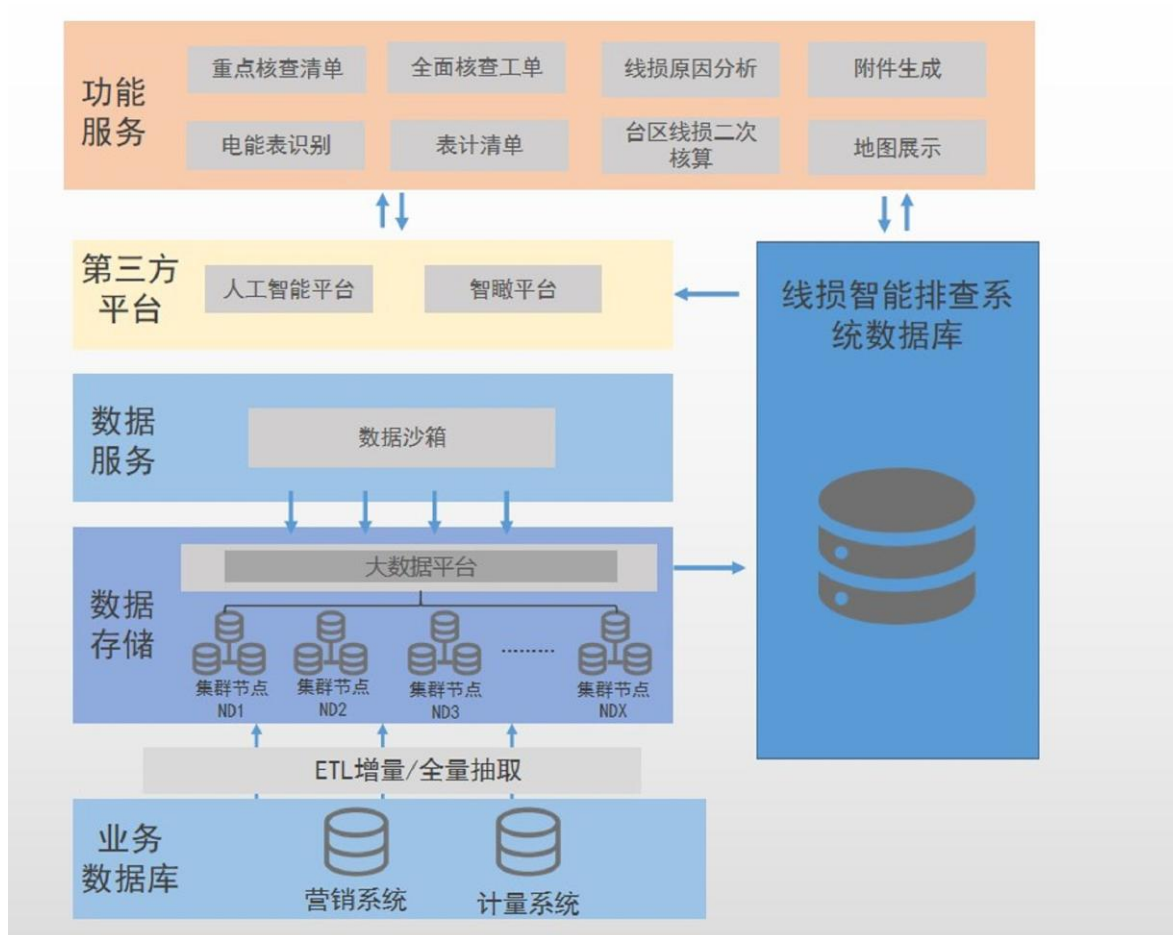 功能
服务
重点核查清单
全面核查工单
线损原因分析
附件生成
电能表识别
表计清单
台区线损二次
核算
地图展示
第三方
平台
人工智能平台
智瞰平台
线损智能排查系
统数据库
数据
服务
数据沙箱
数据
存储
大数据平台
集群节点
ND1
集群节点
ND2
集群节点
ND3
………
集群节点
NDX
ETL增量/全量抽取
业务
数据库
营销系统
计量系统